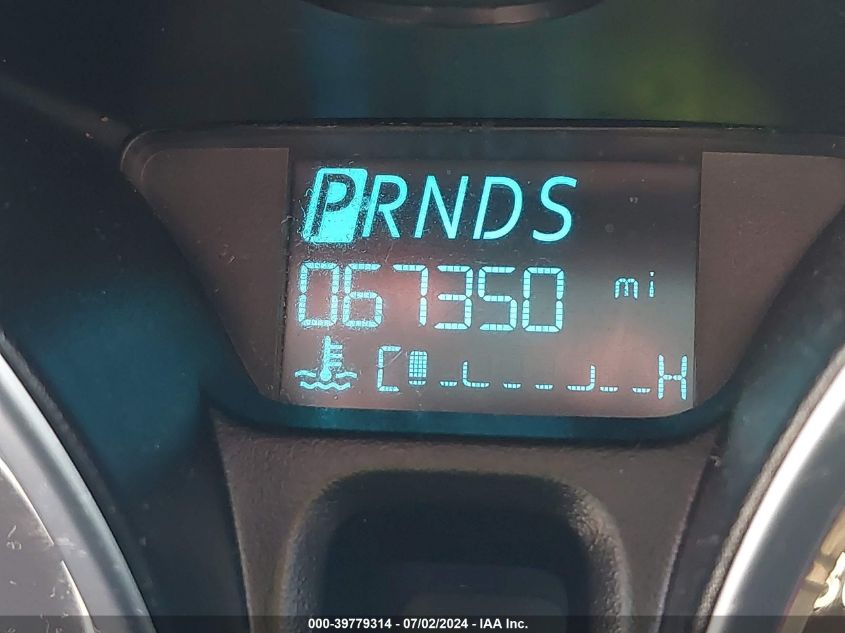 PRNDS
067350 mi
C H
000-39779314 / 07/02/2024 - IAA Inc.